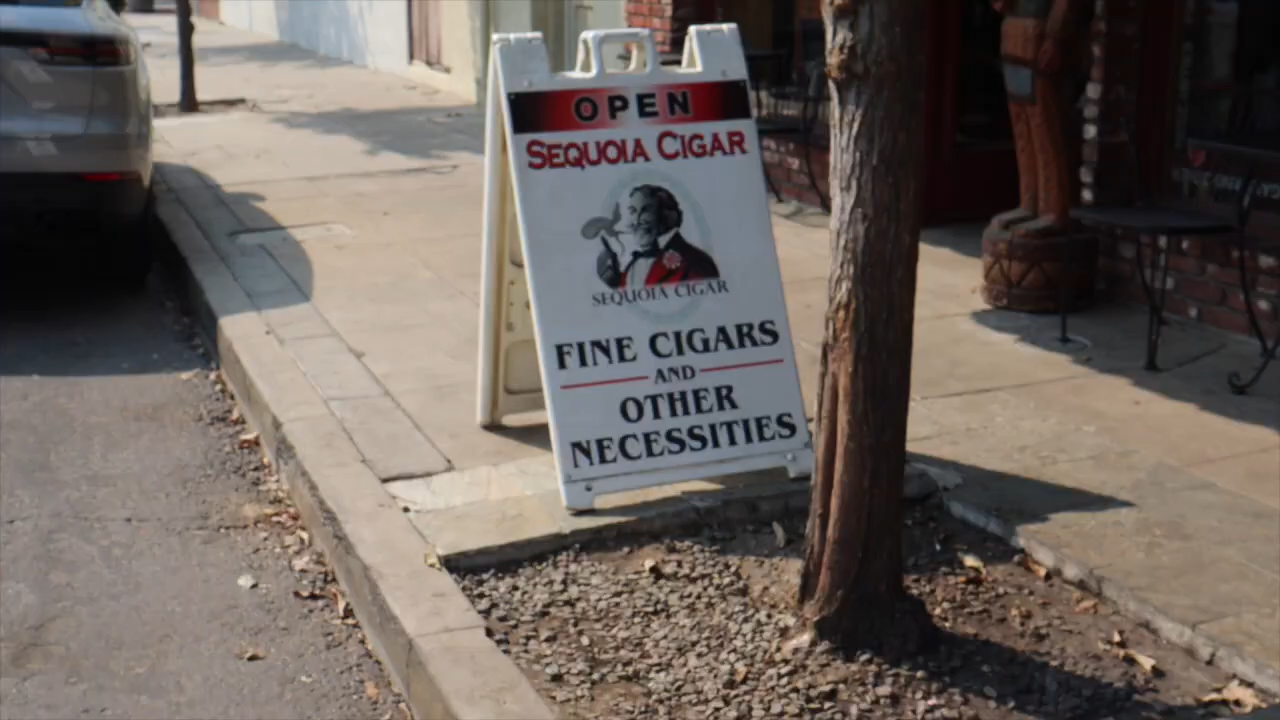 OPEN
SEQUOIA CIGAR
SEQUOIA CIGAR
FINE CIGARS
AND
OTHER
NECESSITIES